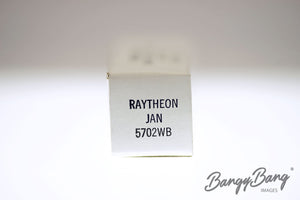 RAYTHEON
JAN
5702WB
BangyBang
IMAGES